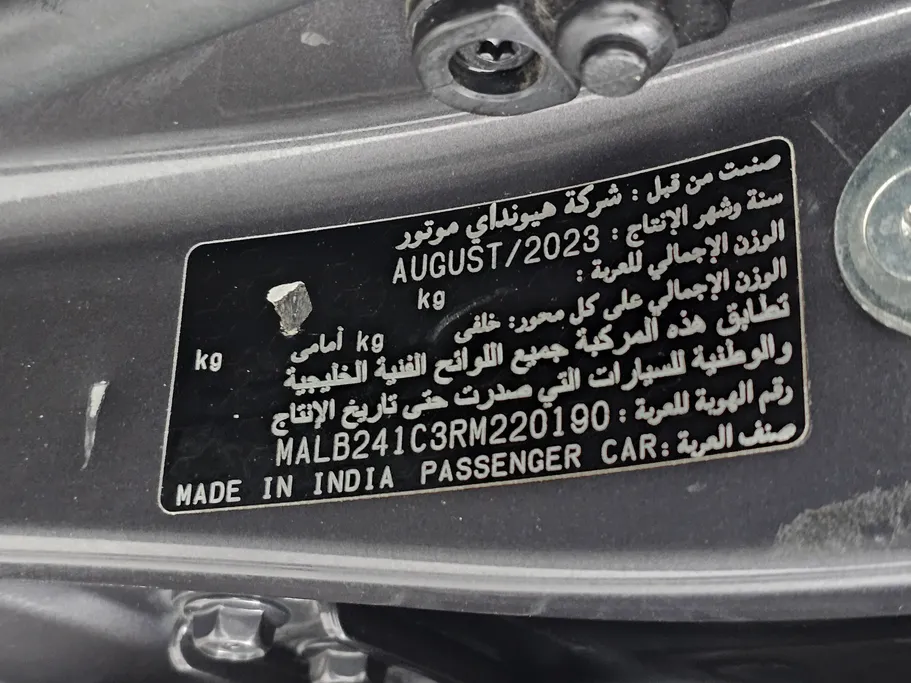 صنعت من قبل : شركة هيونداي موتور
سنة وشهر الإنتاج : AUGUST/2023
الوزن الإجمالي للعربة : kg
الوزن الإجمالي على كل محور: خلفى kg أمامى kg
تطابق هذه المركبة جميع اللوائح الفنية الخليجية
والوطنية للسيارات التي صدرت حتى تاريخ الإنتاج
رقم الهوية للعربة : MALB241C3RM220190
صنف العربة : MADE IN INDIA PASSENGER CAR